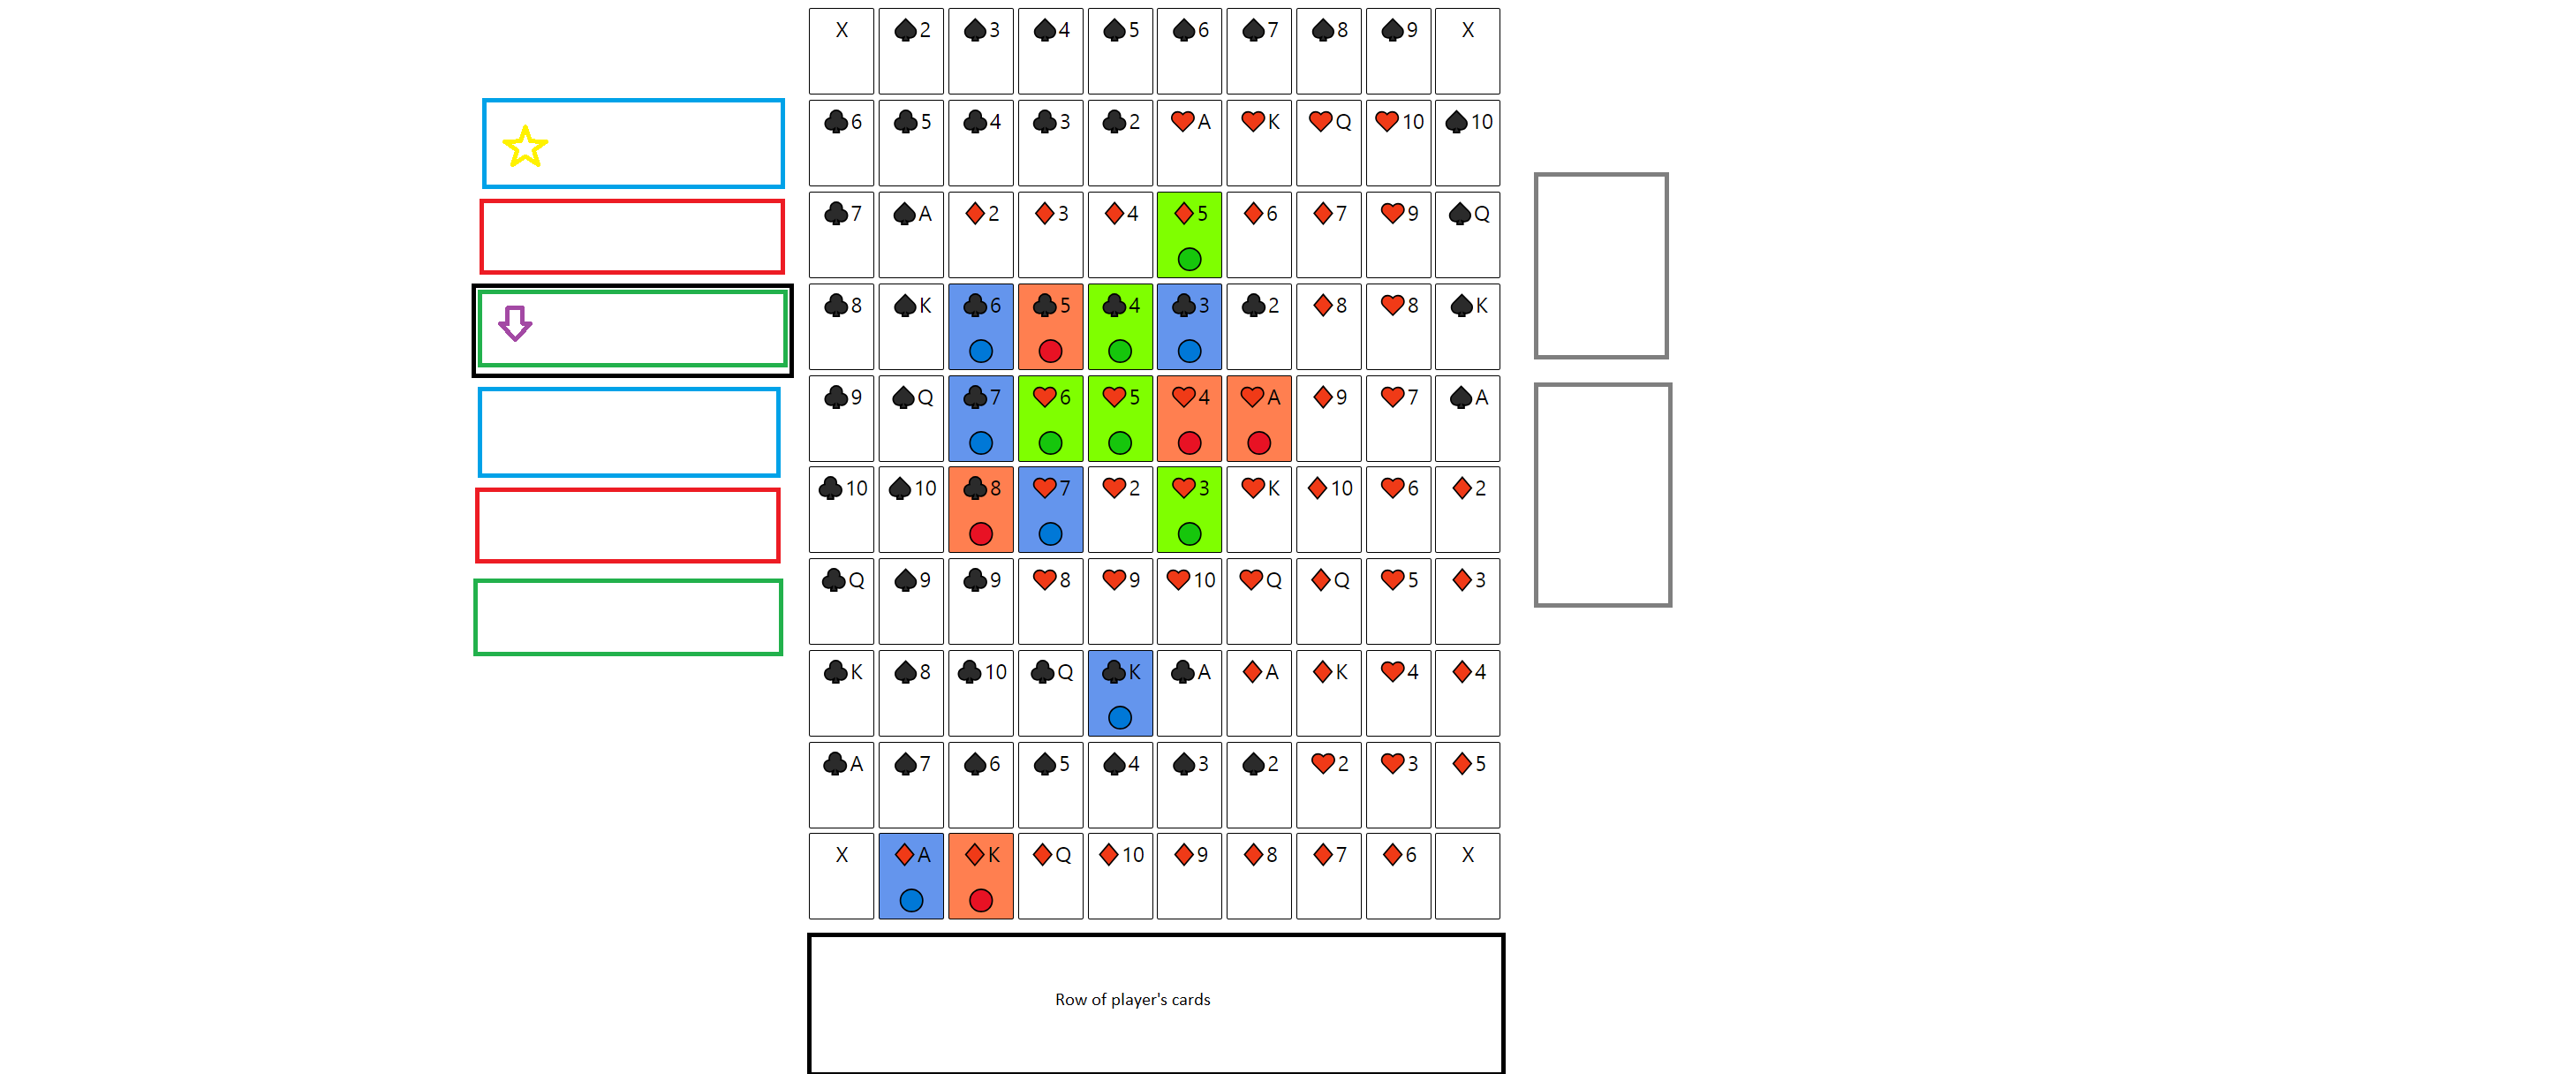 X ♠2 ♠3 ♠4 ♠5 ♠6 ♠7 ♠8 ♠9 X
♣6 ♣5 ♣4 ♣3 ♣2 ♥A ♥K ♥Q ♥10 ♠10
♣7 ♠A ♦2 ♦3 ♦4 ♦5 ♦6 ♦7 ♥9 ♠Q
♣8 ♠K ♣6 ♣5 ♣4 ♣3 ♣2 ♦8 ♥8 ♠K
♣9 ♠Q ♣7 ♥6 ♥5 ♥4 ♥A ♦9 ♥7 ♠A
♣10 ♠10 ♣8 ♥7 ♥2 ♥3 ♥K ♦10 ♥6 ♦2
♣Q ♠9 ♣9 ♥8 ♥9 ♥10 ♥Q ♦Q ♥5 ♦3
♣K ♠8 ♣10 ♣Q ♣K ♣A ♦A ♦K ♥4 ♦4
♣A ♠7 ♠6 ♠5 ♠4 ♠3 ♠2 ♥2 ♥3 ♦5
X ♦A ♦K ♦Q ♦10 ♦9 ♦8 ♦7 ♦6 X
Row of player's cards